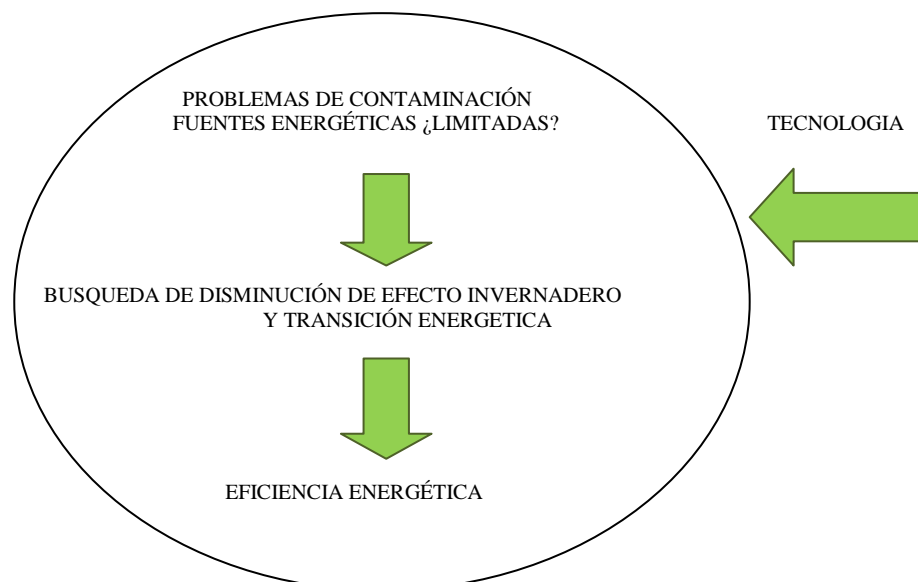 PROBLEMAS DE CONTAMINACIÓN
FUENTES ENERGÉTICAS ¿LIMITADAS?
TECNOLOGIA
BUSQUEDA DE DISMINUCIÓN DE EFECTO INVERNADERO
Y TRANSICIÓN ENERGETICA
EFICIENCIA ENERGÉTICA